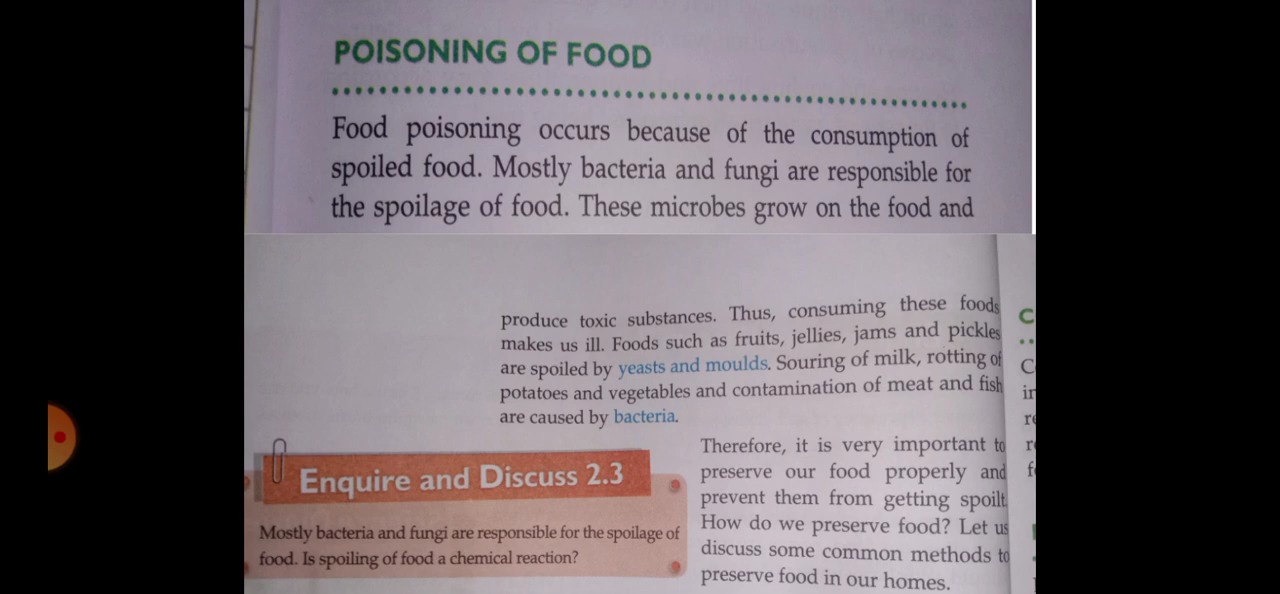 POISONING OF FOOD
Food poisoning occurs because of the consumption of
spoiled food. Mostly bacteria and fungi are responsible for
the spoilage of food. These microbes grow on the food and
produce toxic substances. Thus, consuming these foods
makes us ill. Foods such as fruits, jellies, jams and pickles
are spoiled by yeasts and moulds. Souring of milk, rotting of
potatoes and vegetables and contamination of meat and fish
are caused by bacteria.
Enquire and Discuss 2.3
Mostly bacteria and fungi are responsible for the spoilage of
food. Is spoiling of food a chemical reaction?
Therefore, it is very important to
preserve our food properly and
prevent them from getting spoilt.
How do we preserve food? Let us
discuss some common methods to
preserve food in our homes.